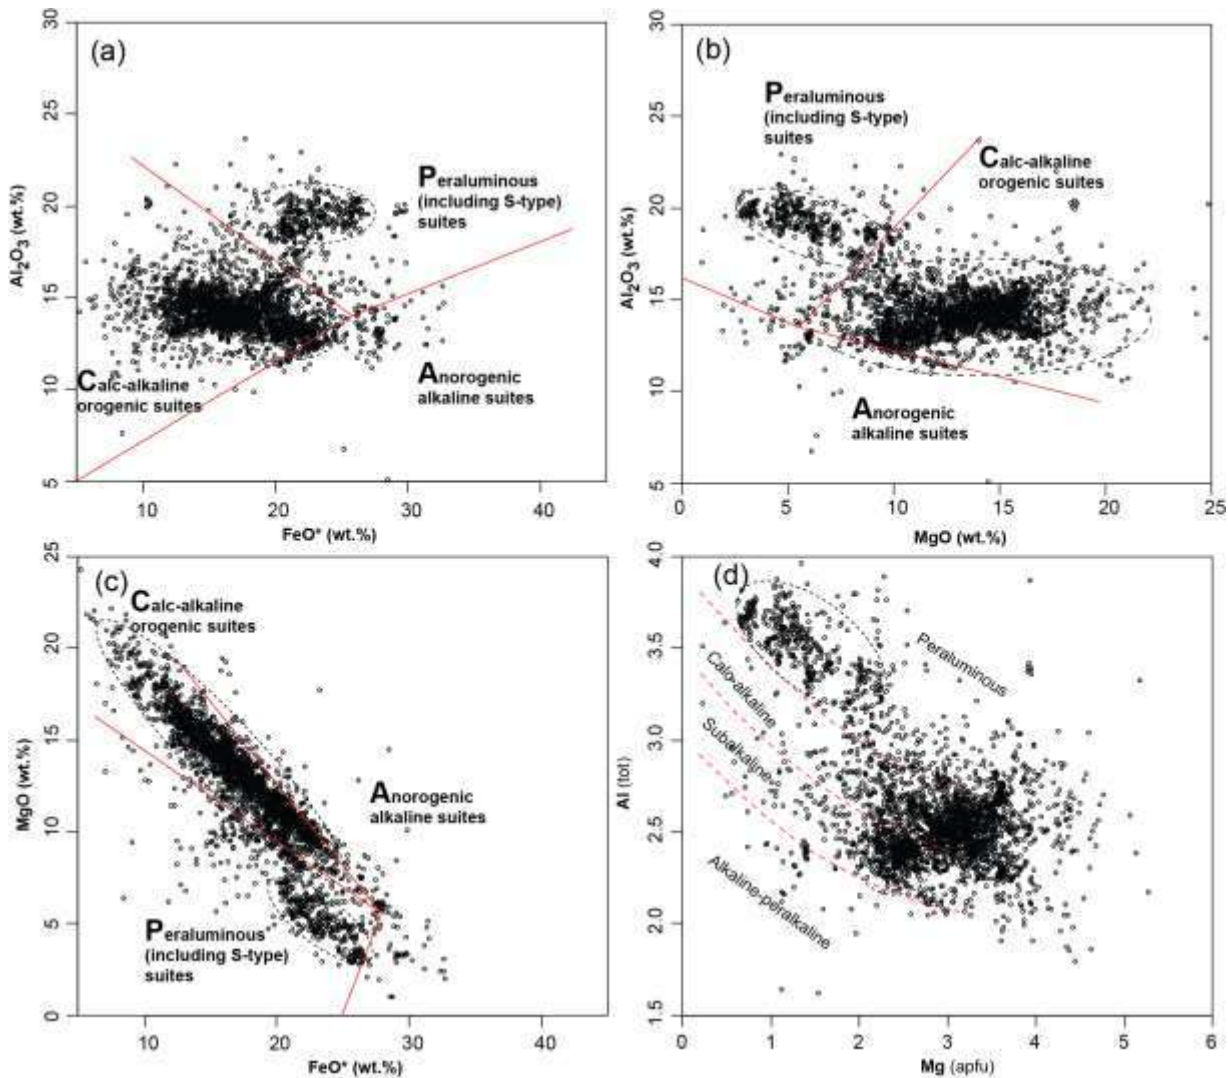 (a)
Peraluminous
(including S-type)
suites
Calc-alkaline
orogenic suites
Anorogenic
alkaline suites
Al2O3 (wt.%)
5
10
15
20
25
30
10
20
30
40
FeO* (wt.%)
(b)
Peraluminous
(including S-type)
suites
Calc-alkaline
orogenic suites
Anorogenic
alkaline suites
Al2O3 (wt.%)
5
10
15
20
25
30
0
5
10
15
20
25
MgO (wt.%)
(c)
Calc-alkaline
orogenic suites
Anorogenic
alkaline suites
Peraluminous
(including S-type)
suites
MgO (wt.%)
0
5
10
15
20
25
10
20
30
40
FeO* (wt.%)
(d)
Peraluminous
Calc-alkaline
Subalkaline
Alkaline-peralkaline
Al (tot)
1.5
2.0
2.5
3.0
3.5
4.0
0
1
2
3
4
5
6
Mg (apfu)